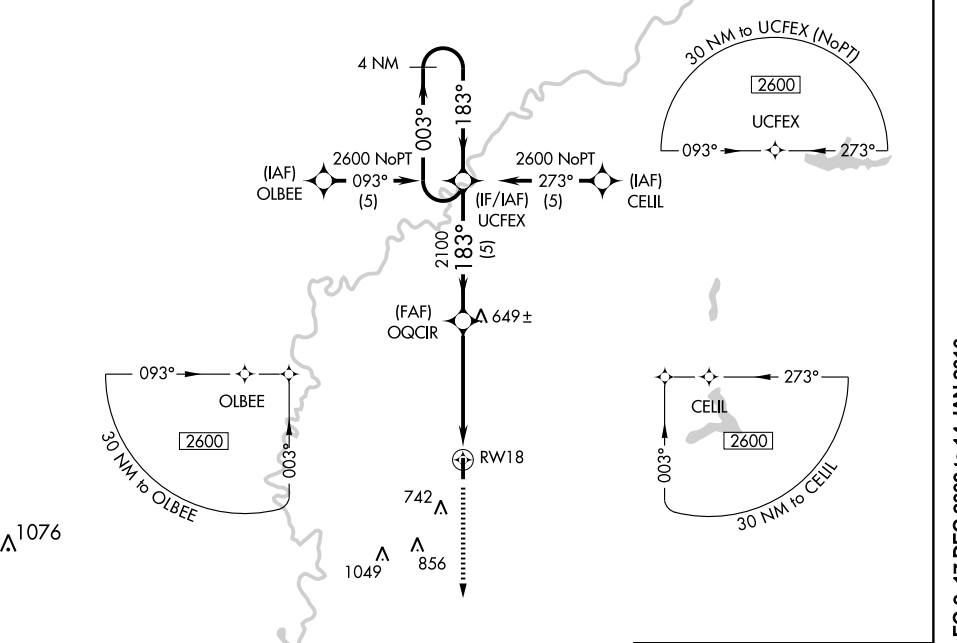 4 NM
003°
183°
2600 NoPT
093°
(5)
(IAF)
OLBEE
2600 NoPT
273°
(5)
(IAF)
CELIL
(IF/IAF)
UCFEX
2100
183°
(5)
(FAF)
OQCIR
649±
RW18
742
856
1049
1076
30 NM to UCFEX (NoPT)
2600
UCFEX
093°
273°
093°
OLBEE
2600
003°
30 NM to OLBEE
273°
CELIL
2600
003°
30 NM to CELIL